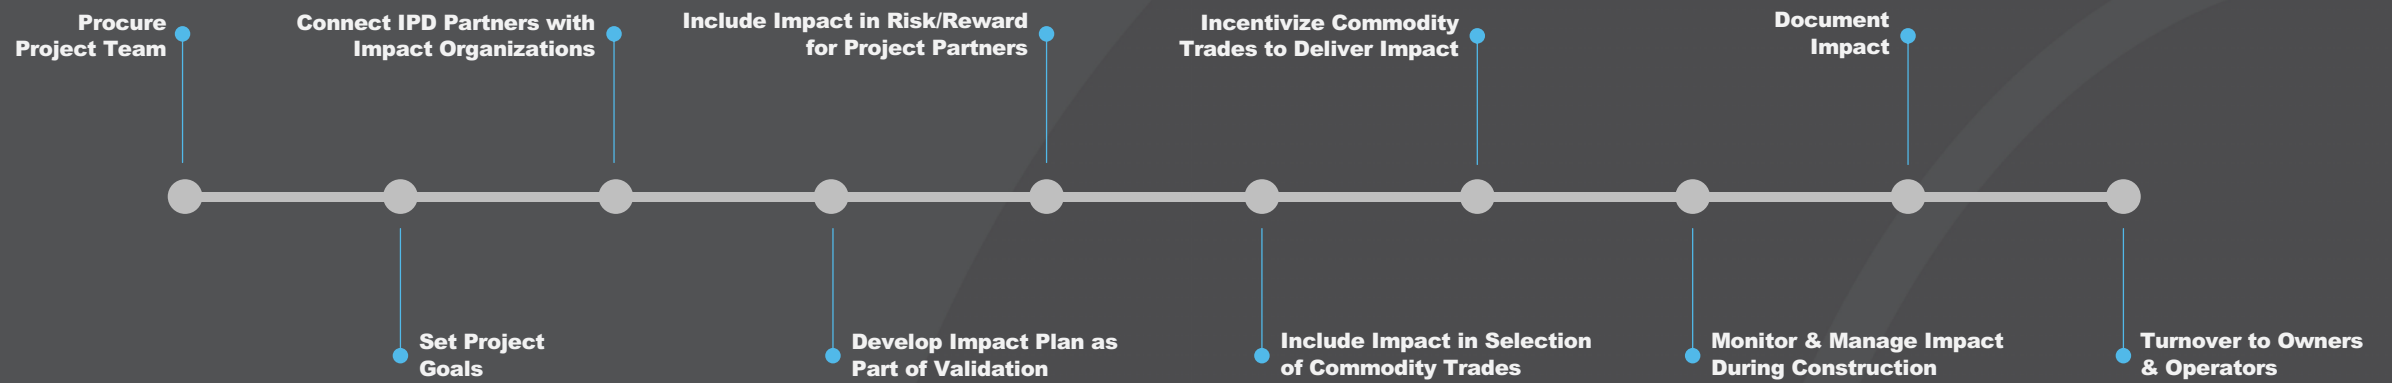 Procure
Project Team
Connect IPD Partners with
Impact Organizations
Include Impact in Risk/Reward
for Project Partners
Incentivize Commodity
Trades to Deliver Impact
Document
Impact
Set Project
Goals
Develop Impact Plan as
Part of Validation
Include Impact in Selection
of Commodity Trades
Monitor & Manage Impact
During Construction
Turnover to Owners
& Operators